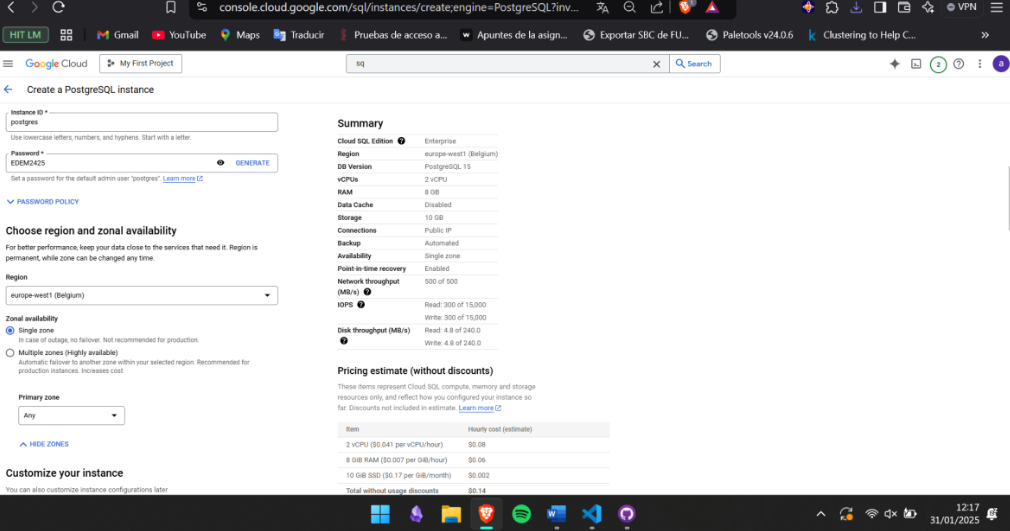 console.cloud.google.com/sql/instances/create;engine=PostgreSQL?inv...
VPN
HIT LM
Gmail
YouTube
Maps
Traducir
Pruebas de acceso a...
Apuntes de la asign...
Exportar SBC de FU...
Paletools v24.0.6
Clustering to Help C...
Google Cloud
My First Project
sq
Search
2
a
Create a PostgreSQL instance
Instance ID *
postgres
Use lowercase letters, numbers, and hyphens. Start with a letter.
Password *
EDEM2425
GENERATE
Set a password for the default admin user "postgres". Learn more
PASSWORD POLICY
Choose region and zonal availability
For better performance, keep your data close to the services that need it. Region is
permanent, while zone can be changed any time.
Region
europe-west1 (Belgium)
Zonal availability
Single zone
In case of outage, no failover. Not recommended for production.
Multiple zones (Highly available)
Automatic failover to another zone within your selected region. Recommended for
production instances. Increases cost.
Primary zone
Any
HIDE ZONES
Customize your instance
You can also customize instance configurations later
Summary
Cloud SQL Edition Enterprise
Region europe-west1 (Belgium)
DB Version PostgreSQL 15
vCPUs 2 vCPU
RAM 8 GB
Data Cache Disabled
Storage 10 GB
Connections Public IP
Backup Automated
Availability Single zone
Point-in-time recovery Enabled
Network throughput 500 of 500
(MB/s)
IOPS Read: 300 of 15,000
Write: 300 of 15,000
Disk throughput (MB/s) Read: 4.8 of 240.0
Write: 4.8 of 240.0
Pricing estimate (without discounts)
These items represent Cloud SQL compute, memory and storage
resources only, and reflect how you configured your instance so
far. Discounts not included in estimate. Learn more
Item Hourly cost (estimate)
2 vCPU ($0.041 per vCPU/hour) $0.08
8 GiB RAM ($0.007 per GiB/hour) $0.06
10 GiB SSD ($0.17 per GiB/month) $0.002
Total without usage discounts $0.14
12:17
31/01/2025